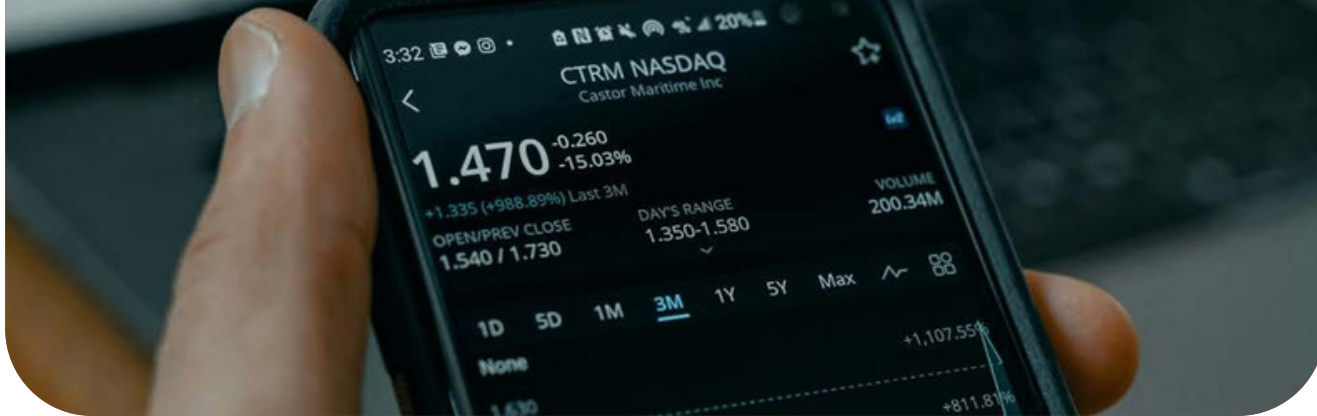 3:32 20%
CTRM NASDAQ
Castor Maritime Inc
1.470 -0.260
-15.03%
+1.335 (+988.89%) Last 3M
OPEN/PREV CLOSE DAY'S RANGE VOLUME
1.540 / 1.730 1.350-1.580 200.34M
1D 5D 1M 3M 1Y 5Y Max
None
+1,107.55%
1.630
+811.81%